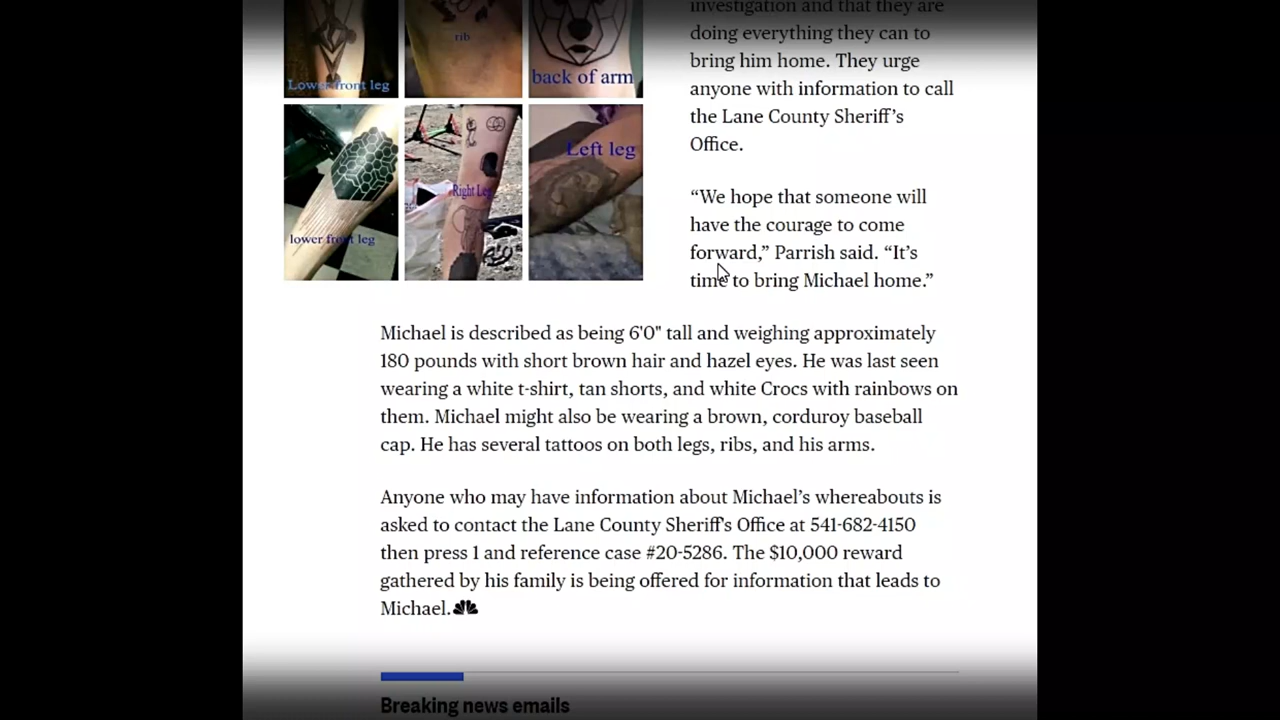 Lower front leg
rib
back of arm
lower front leg
Right Leg
Left leg
investigation and that they are
doing everything they can to
bring him home. They urge
anyone with information to call
the Lane County Sheriff’s
Office.
“We hope that someone will
have the courage to come
forward,” Parrish said. “It’s
time to bring Michael home.”
Michael is described as being 6'0" tall and weighing approximately
180 pounds with short brown hair and hazel eyes. He was last seen
wearing a white t-shirt, tan shorts, and white Crocs with rainbows on
them. Michael might also be wearing a brown, corduroy baseball
cap. He has several tattoos on both legs, ribs, and his arms.
Anyone who may have information about Michael’s whereabouts is
asked to contact the Lane County Sheriff's Office at 541-682-4150
then press 1 and reference case #20-5286. The $10,000 reward
gathered by his family is being offered for information that leads to
Michael.
Breaking news emails